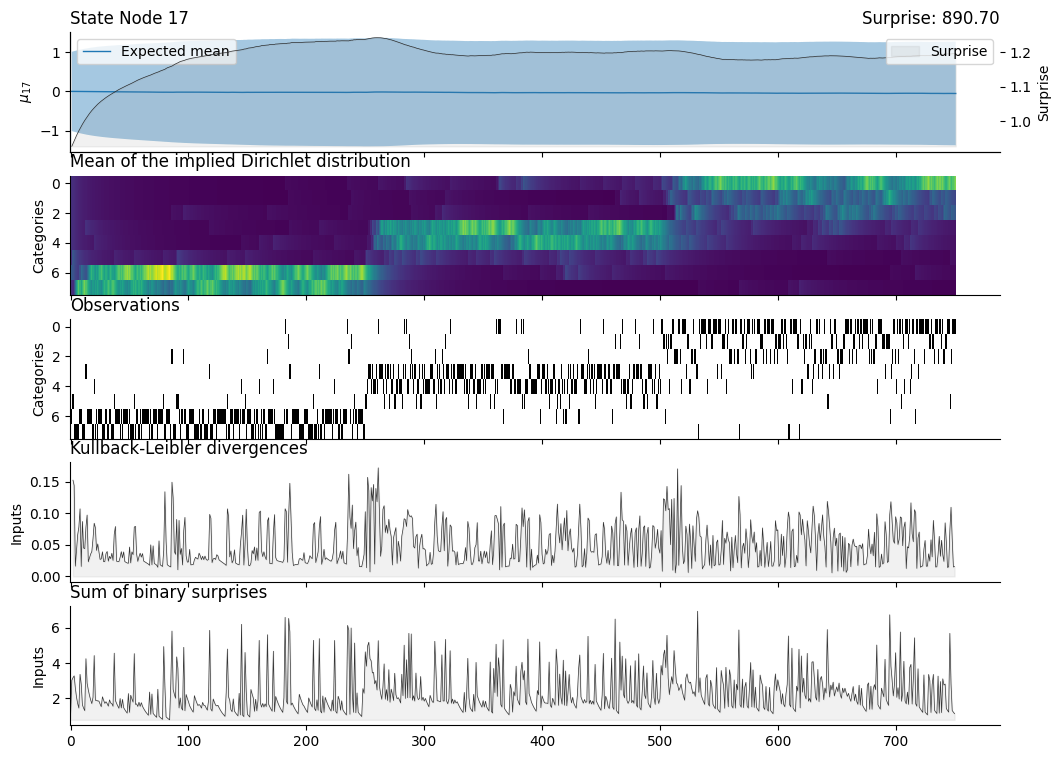 State Node 17
Surprise: 890.70
Expected mean
Surprise
1
0
−1
μ17
1.2
1.1
1.0
Surprise
Mean of the implied Dirichlet distribution
0
2
4
6
Categories
Observations
0
2
4
6
Categories
Kullback-Leibler divergences
0.15
0.10
0.05
0.00
Inputs
Sum of binary surprises
6
4
2
Inputs
0
100
200
300
400
500
600
700